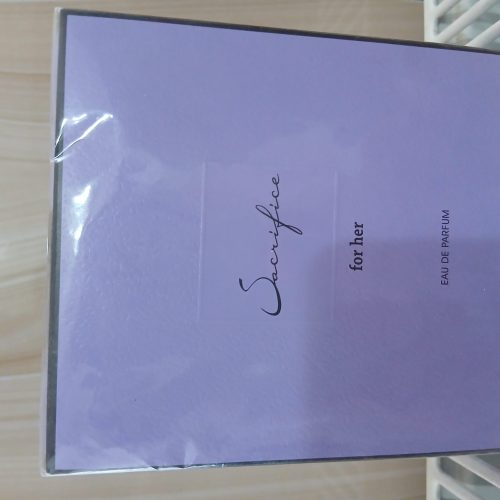 Sacrifice
for her
EAU DE PARFUM